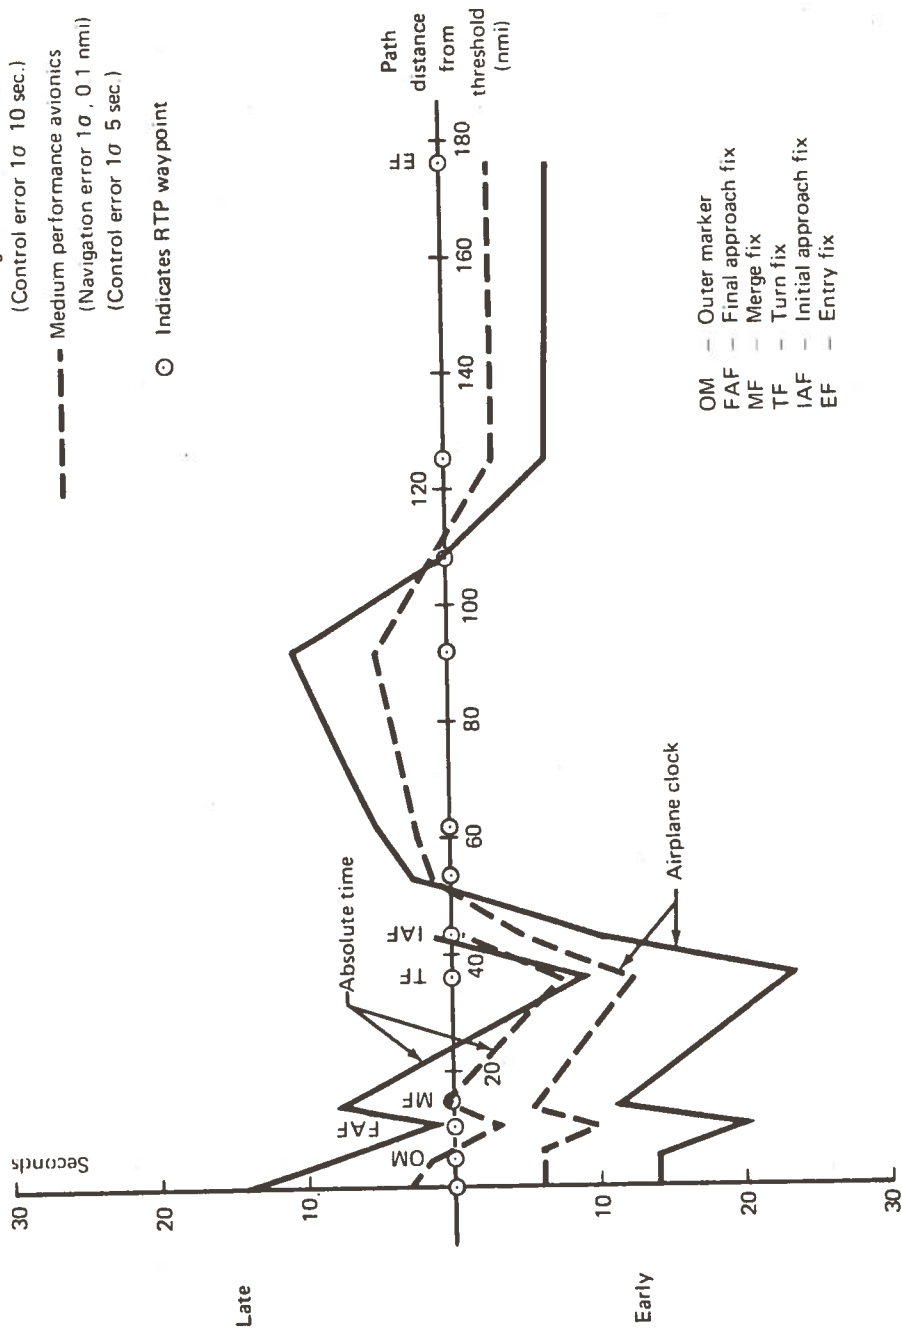 (Control error 1σ 10 sec.)
Medium performance avionics
(Navigation error 1σ, 0.1 nmi)
(Control error 1σ 5 sec.)
Indicates RTP waypoint
Path
distance
from
threshold
(nmi)
Seconds
30
20
10
10
20
30
Late
Early
20
40
60
80
100
120
140
160
180
OM
FAF
MF
TF
IAF
EF
Absolute time
Airplane clock
OM – Outer marker
FAF – Final approach fix
MF – Merge fix
TF – Turn fix
IAF – Initial approach fix
EF – Entry fix